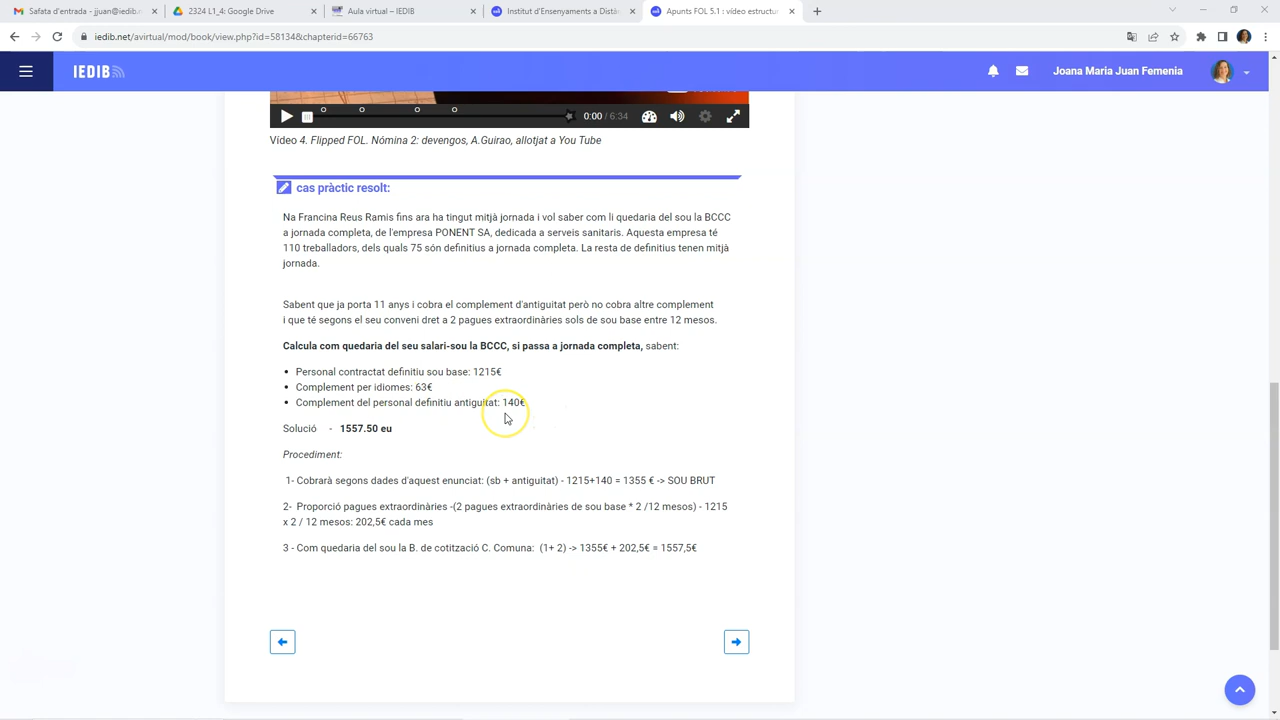 Safata d'entrada - jjuan@iedib.n
2324 L1_4: Google Drive
Aula virtual – IEDIB
Institut d'Ensenyaments a Distàn
Apunts FOL 5.1 : vídeo estructur
iedib.net/avirtual/mod/book/view.php?id=58134&chapterid=66763
IEDIB
Joana Maria Juan Femenia
0:00 / 6:34
Vídeo 4. Flipped FOL. Nómina 2: devengos, A.Guirao, allotjat a You Tube
cas pràctic resolt:
Na Francina Reus Ramis fins ara ha tingut mitjà jornada i vol saber com li quedaria del sou la BCCC
a jornada completa, de l'empresa PONENT SA, dedicada a serveis sanitaris. Aquesta empresa té
110 treballadors, dels quals 75 són definitius a jornada completa. La resta de definitius tenen mitjà
jornada.
Sabent que ja porta 11 anys i cobra el complement d'antiguitat però no cobra altre complement
i que té segons el seu conveni dret a 2 pagues extraordinàries sols de sou base entre 12 mesos.
Calcula com quedaria del seu salari-sou la BCCC, si passa a jornada completa, sabent:
• Personal contractat definitiu sou base: 1215€
• Complement per idiomes: 63€
• Complement del personal definitiu antiguitat: 140€
Solució - 1557.50 eu
Procediment:
1- Cobrarà segons dades d'aquest enunciat: (sb + antiguitat) - 1215+140 = 1355 € -> SOU BRUT
2- Proporció pagues extraordinàries -(2 pagues extraordinàries de sou base * 2 /12 mesos) - 1215
x 2 / 12 mesos: 202,5€ cada mes
3 - Com quedaria del sou la B. de cotització C. Comuna: (1+ 2) -> 1355€ + 202,5€ = 1557,5€